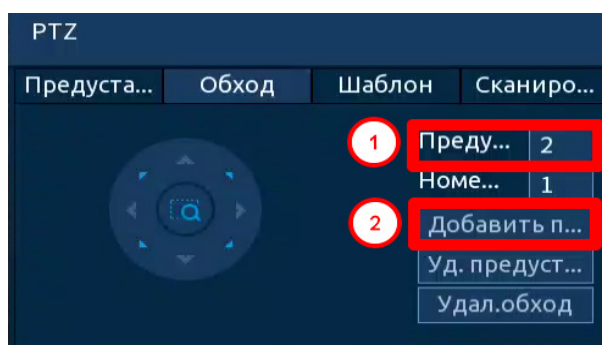 PTZ
Предуста... Обход Шаблон Сканиро...
1 Преду... 2
Номе... 1
2 Добавить п...
Уд. предуст...
Удал.обход